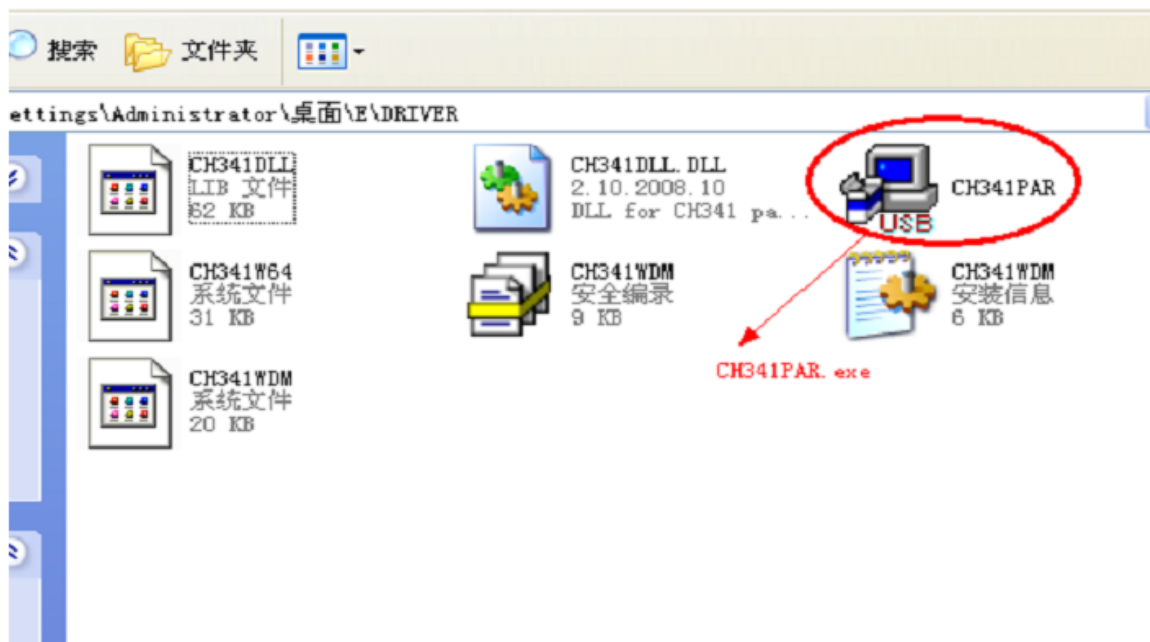 搜索 文件夹
ettings\Administrator\桌面\E\DRIVER
CH341DLL
LIB 文件
62 KB
CH341DLL.DLL
2.10.2008.10
DLL for CH341 pa...
CH341PAR
USB
CH341W64
系统文件
31 KB
CH341WDM
安全编录
9 KB
CH341WDM
安装信息
6 KB
CH341PAR.exe
CH341WDM
系统文件
20 KB